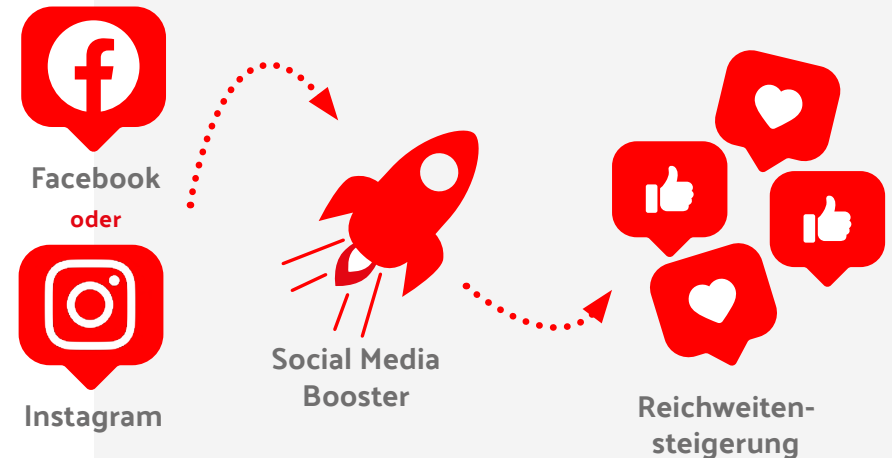 Facebook
oder
Instagram
Social Media
Booster
Reichweiten-
steigerung